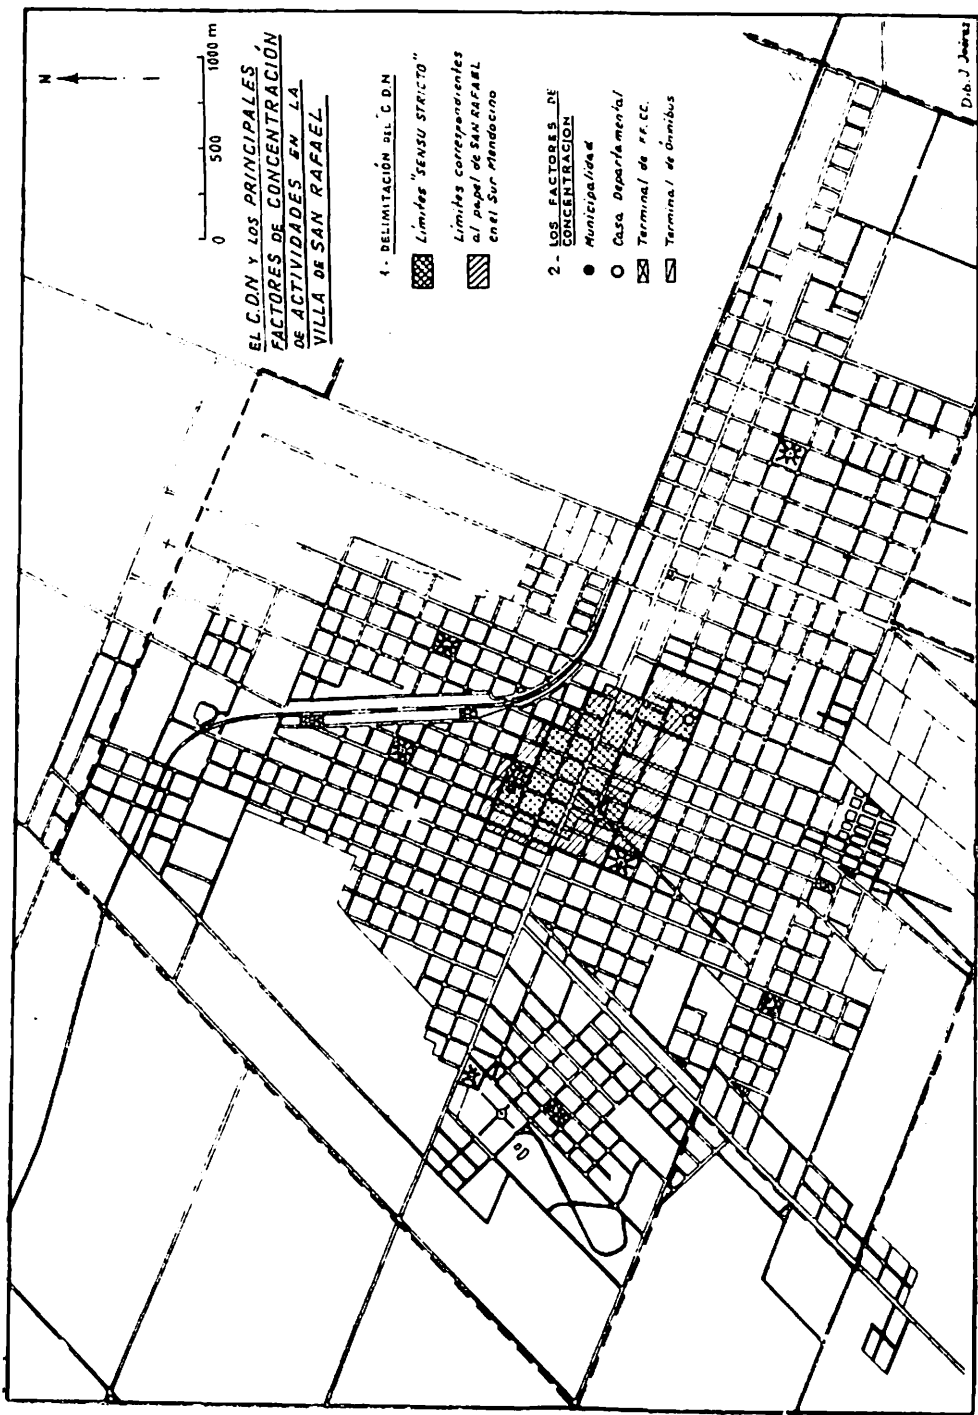 N
0 500 1000 m
EL C.D.N Y LOS PRINCIPALES
FACTORES DE CONCENTRACIÓN
DE ACTIVIDADES EN LA
VILLA DE SAN RAFAEL
1- DELIMITACIÓN DEL C.D.N
Límites "SENSU STRICTO"
Límites correspondientes
al papel de SAN RAFAEL
en el Sur Mendocino
2- LOS FACTORES DE
CONCENTRACION
Municipalidad
Casa Departamental
Terminal de FF.CC.
Terminal de Omnibus
Dib. J. Juárez